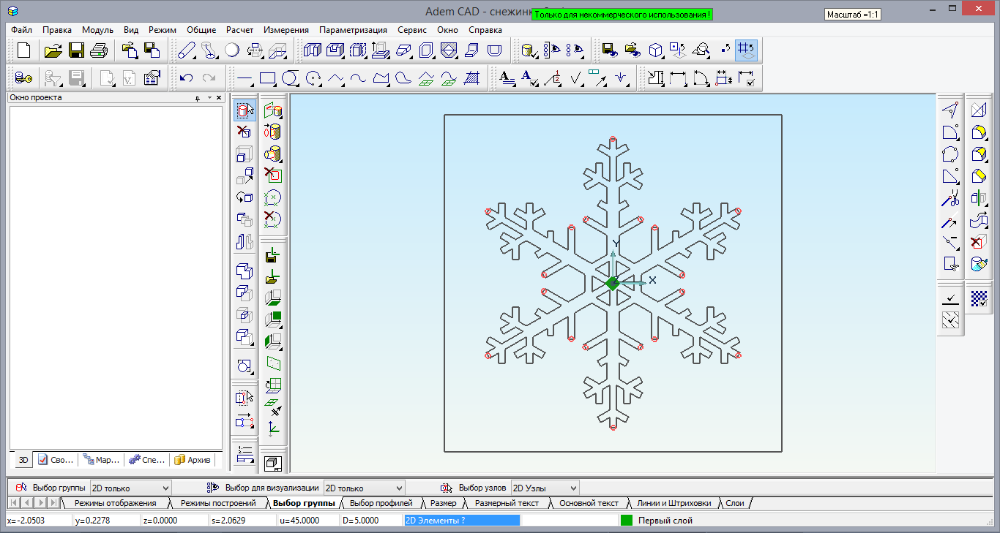 Adem CAD - снежинк
Только для некоммерческого использования !
Масштаб =1:1
Файл Правка Модуль Вид Режим Общие Расчет Измерения Параметризация Сервис Окно Справка
Окно проекта
Y
X
3D Сво... Мар... Спе... Архив
Выбор группы 2D только Выбор для визуализации 2D только Выбор узлов 2D Узлы
Режимы отображения Режимы построений Выбор группы Выбор профилей Размер Размерный текст Основной текст Линии и Штриховки Слои
x=-2.0503 y=0.2278 z=0.0000 s=2.0629 u=45.0000 D=5.0000 2D Элементы ? Первый слой